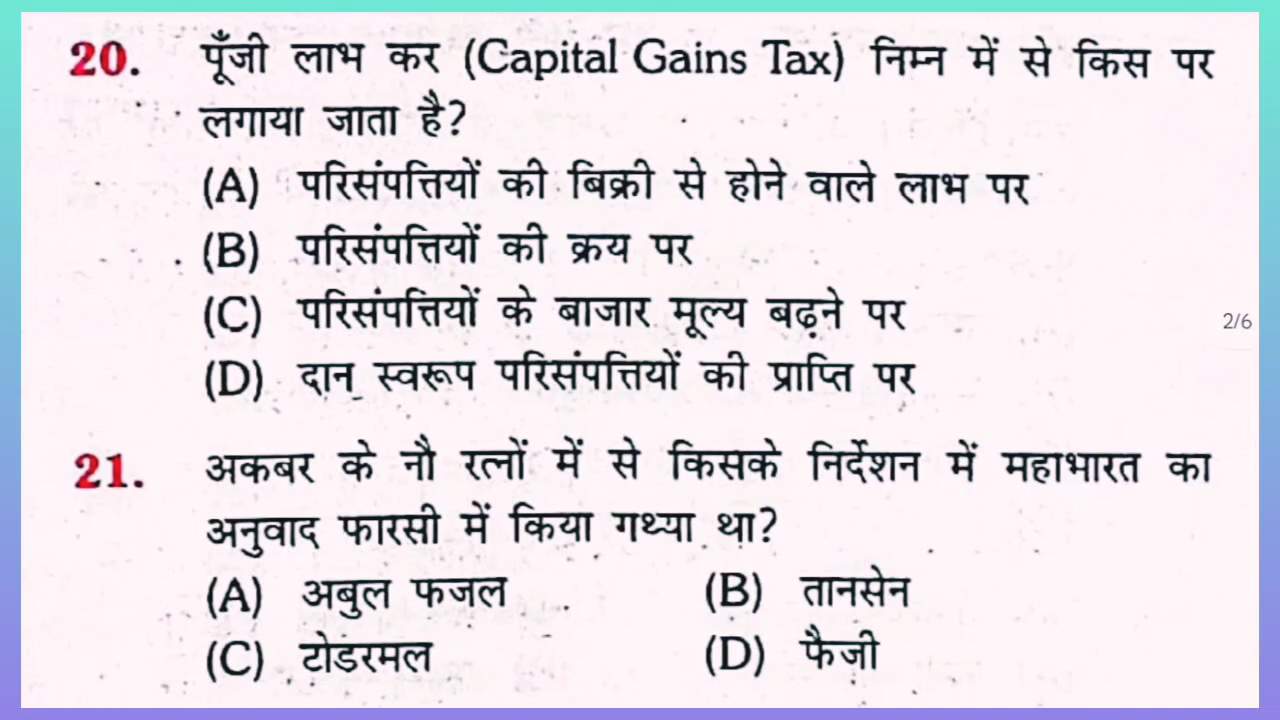 20. पूँजी लाभ कर (Capital Gains Tax) निम्न में से किस पर
लगाया जाता है?
(A) परिसंपत्तियों की बिक्री से होने वाले लाभ पर
(B) परिसंपत्तियों की क्रय पर
(C) परिसंपत्तियों के बाजार मूल्य बढ़ने पर
(D) दान स्वरूप परिसंपत्तियों की प्राप्ति पर
2/6
21. अकबर के नौ रत्नों में से किसके निर्देशन में महाभारत का
अनुवाद फारसी में किया गथ्या था?
(A) अबुल फजल (B) तानसेन
(C) टोडरमल (D) फैजी